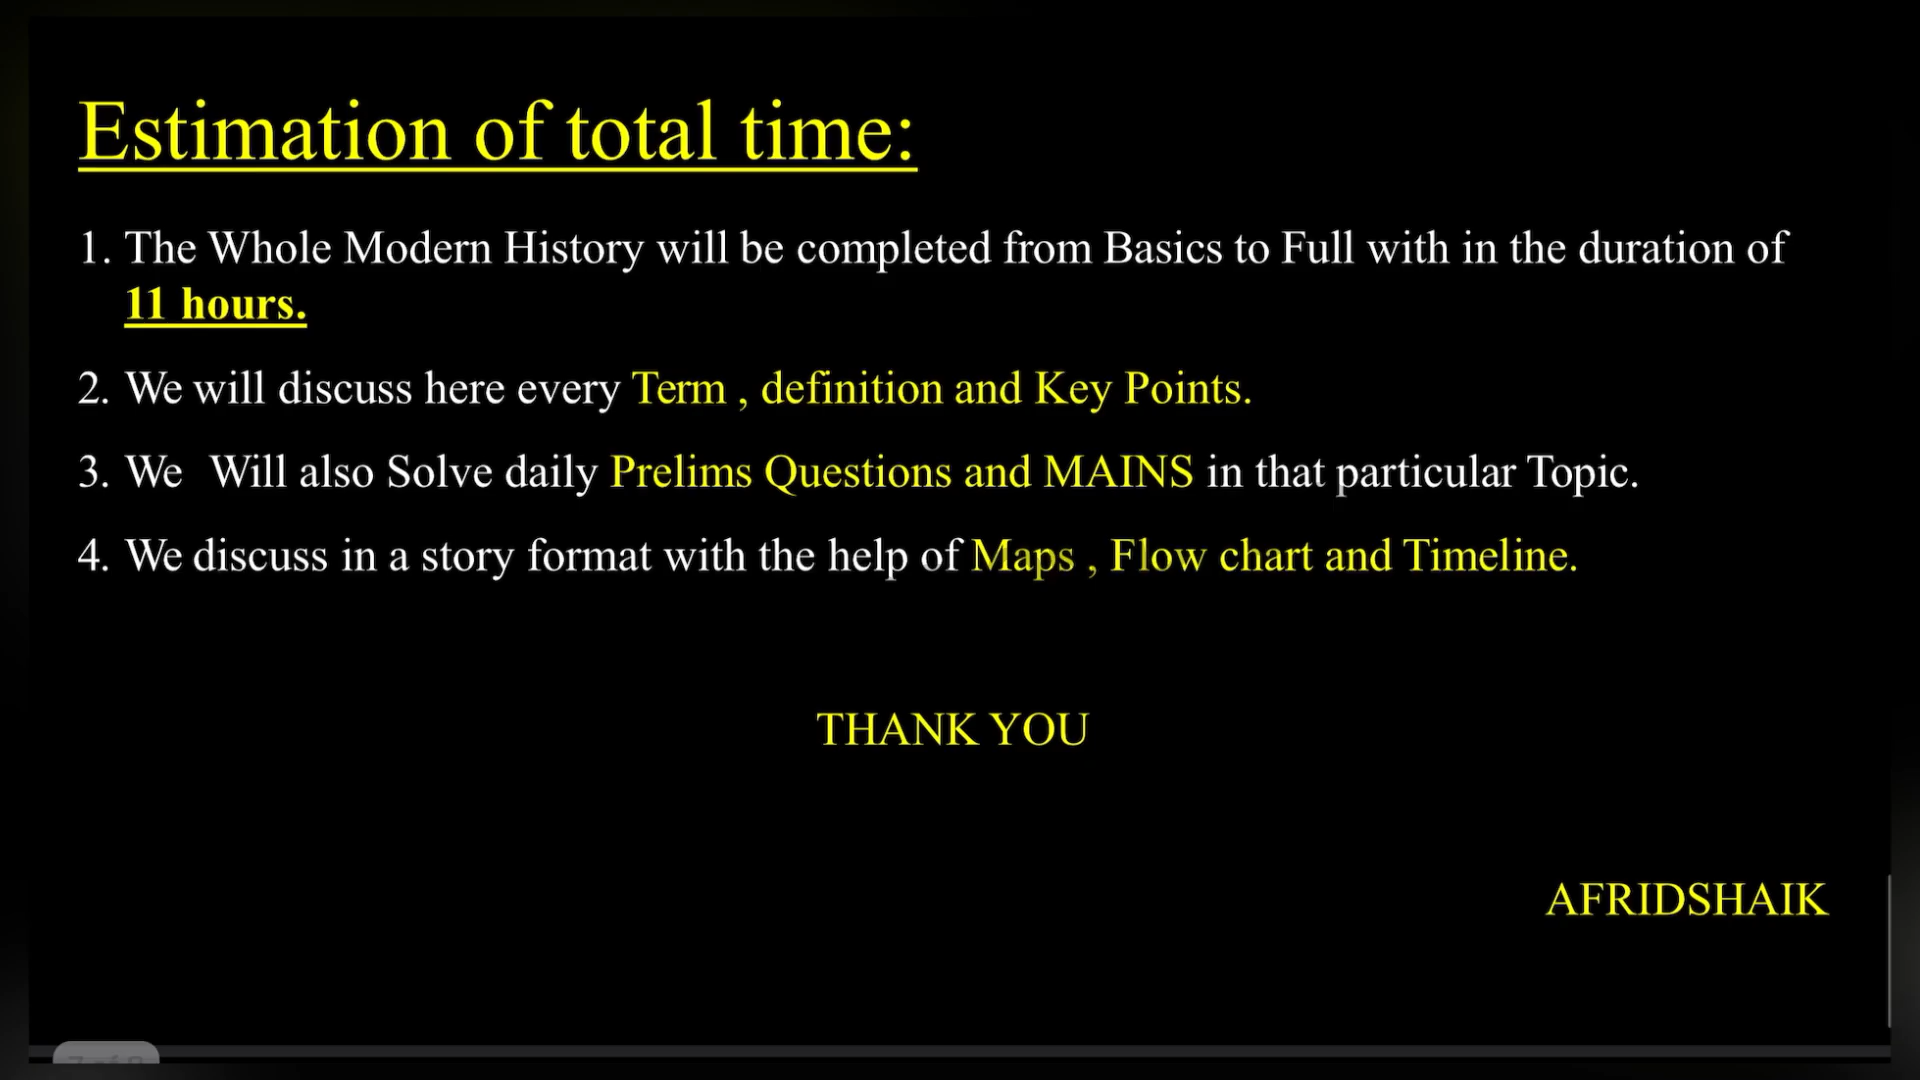 Estimation of total time:
1. The Whole Modern History will be completed from Basics to Full with in the duration of
11 hours.
2. We will discuss here every Term , definition and Key Points.
3. We Will also Solve daily Prelims Questions and MAINS in that particular Topic.
4. We discuss in a story format with the help of Maps , Flow chart and Timeline.
THANK YOU
AFRIDSHAIK